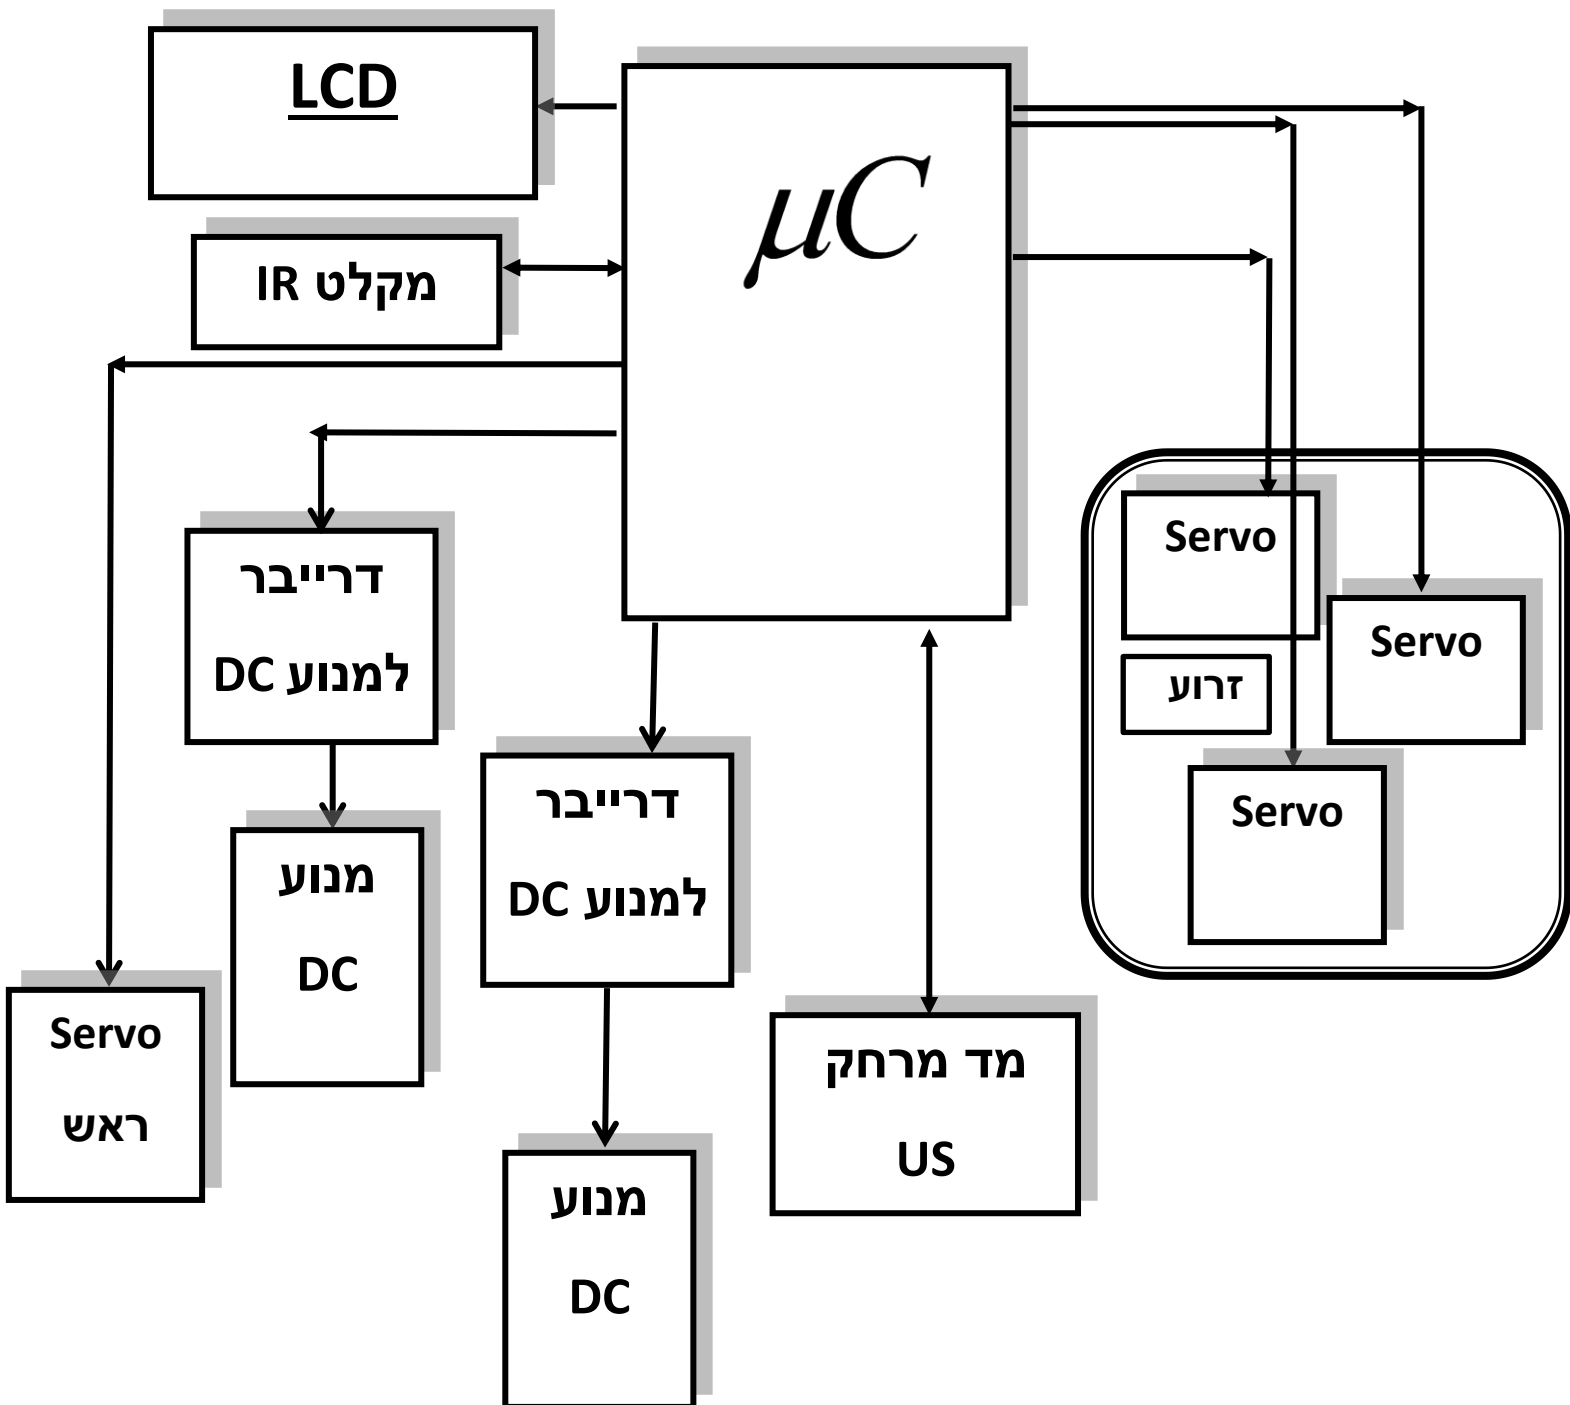 LCD
μC
מקלט IR
דרייבר
למנוע DC
מנוע
DC
Servo
ראש
דרייבר
למנוע DC
מנוע
DC
מד מרחק
US
Servo
Servo
זרוע
Servo